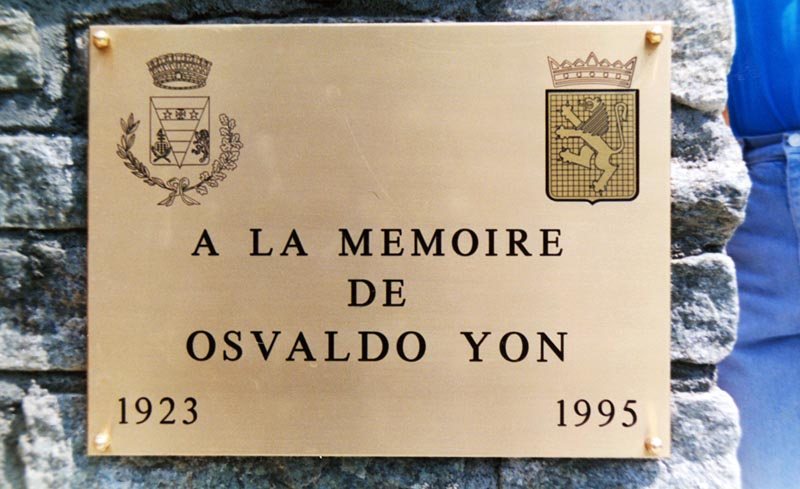 A LA MEMOIRE
DE
OSVALDO YON
1923 1995